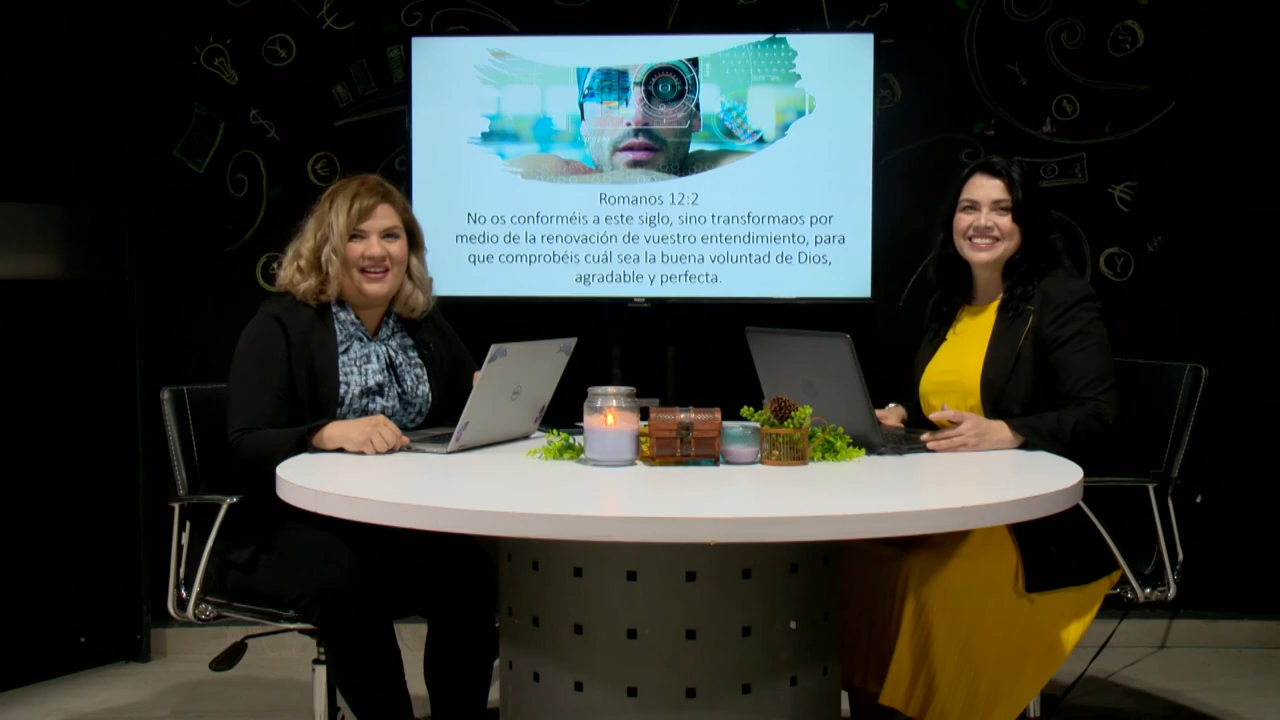 Romanos 12:2
No os conforméis a este siglo, sino transformaos por
medio de la renovación de vuestro entendimiento, para
que comprobéis cuál sea la buena voluntad de Dios,
agradable y perfecta.
DELL